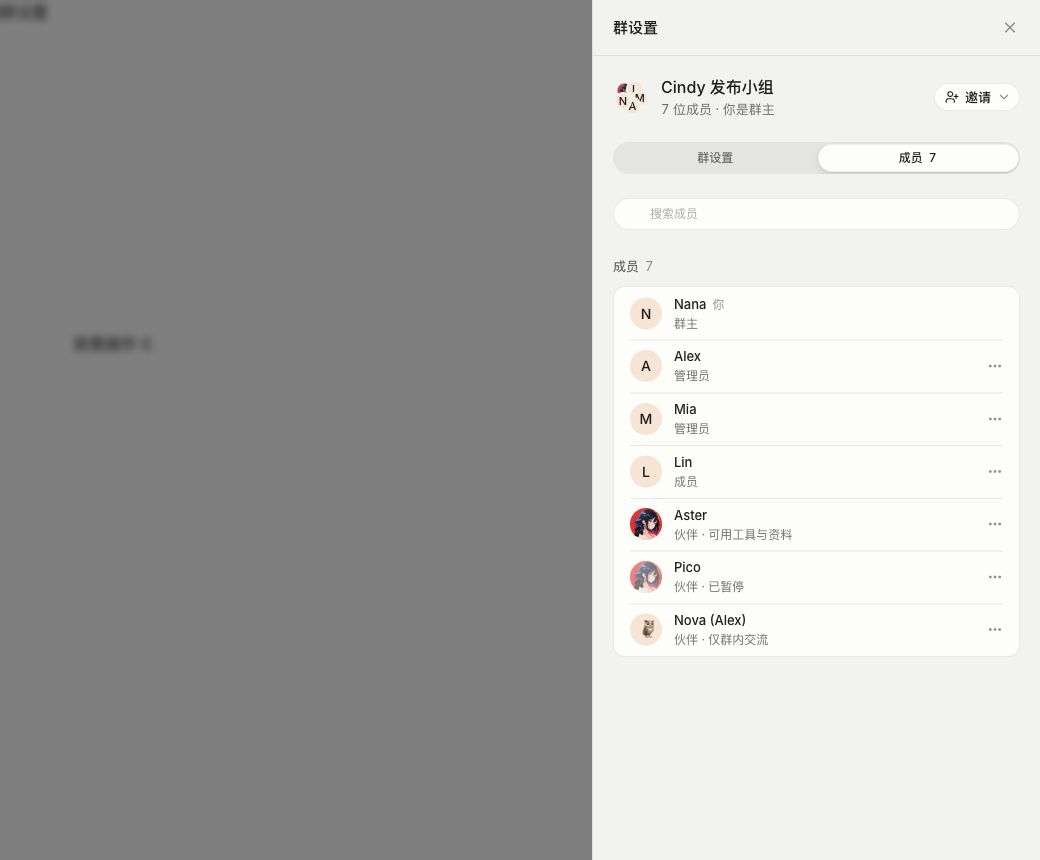 群设置
Cindy 发布小组
7 位成员 · 你是群主
邀请
群设置
成员 7
搜索成员
成员 7
N
Nana 你
群主
A
Alex
管理员
M
Mia
管理员
L
Lin
成员
Aster
伙伴 · 可用工具与资料
Pico
伙伴 · 已暂停
Nova (Alex)
伙伴 · 仅群内交流